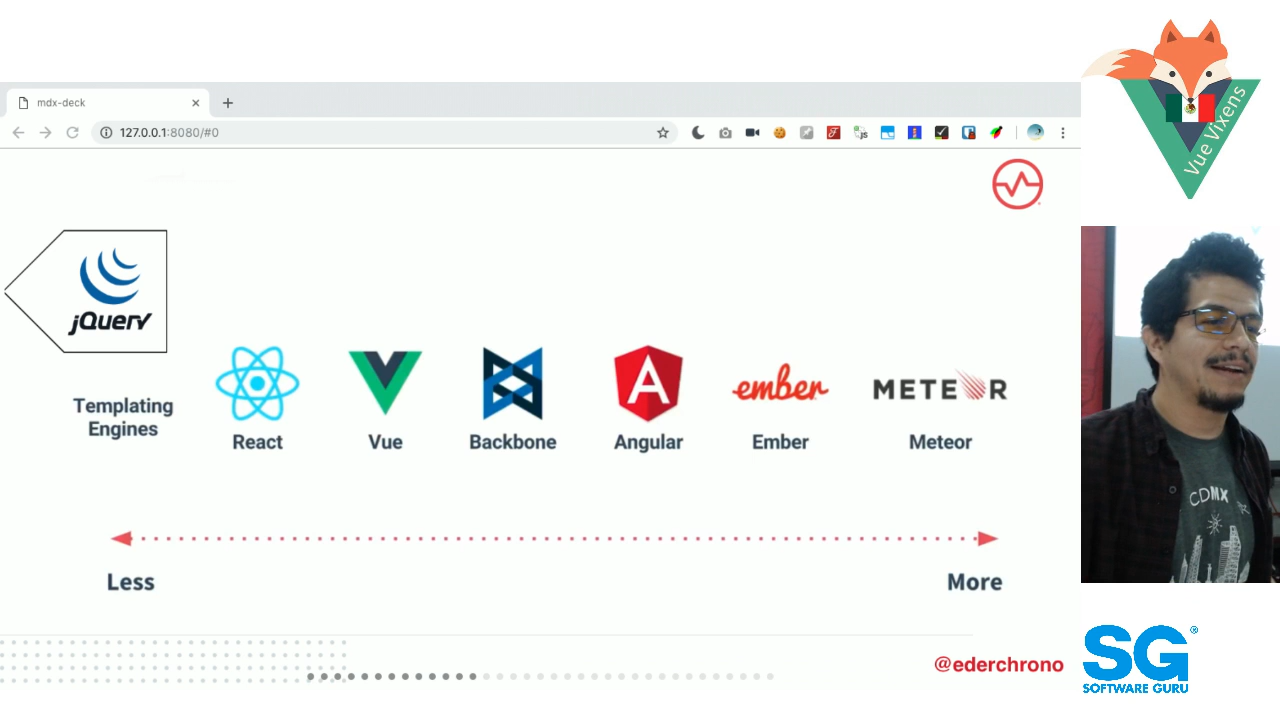 mdx-deck
127.0.0.1:8080/#0
jQuery
Templating
Engines
React
Vue
Backbone
Angular
ember
Ember
METEOR
Meteor
Less
More
@ederchrono
Vue Vixens
CDMX
SG®
SOFTWARE GURU